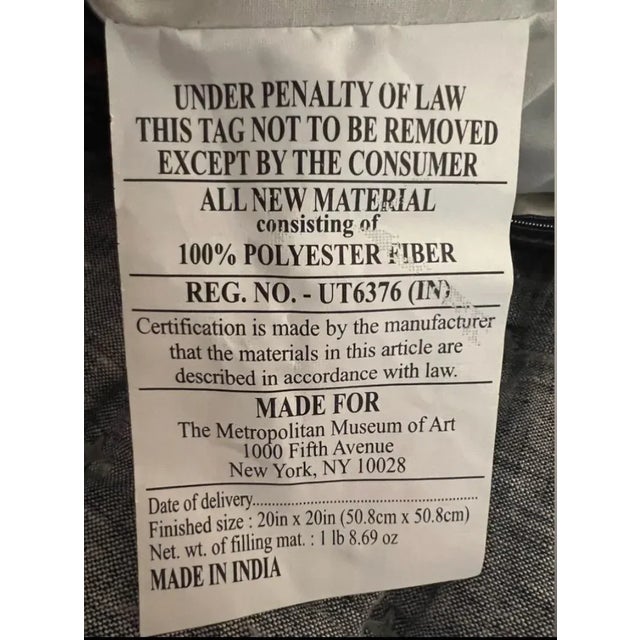 UNDER PENALTY OF LAW
THIS TAG NOT TO BE REMOVED
EXCEPT BY THE CONSUMER
ALL NEW MATERIAL
consisting of
100% POLYESTER FIBER
REG. NO. - UT6376 (IN)
Certification is made by the manufacturer
that the materials in this article are
described in accordance with law.
MADE FOR
The Metropolitan Museum of Art
1000 Fifth Avenue
New York, NY 10028
Date of delivery....................................................
Finished size : 20in x 20in (50.8cm x 50.8cm)
Net. wt. of filling mat. : 1 lb 8.69 oz
MADE IN INDIA